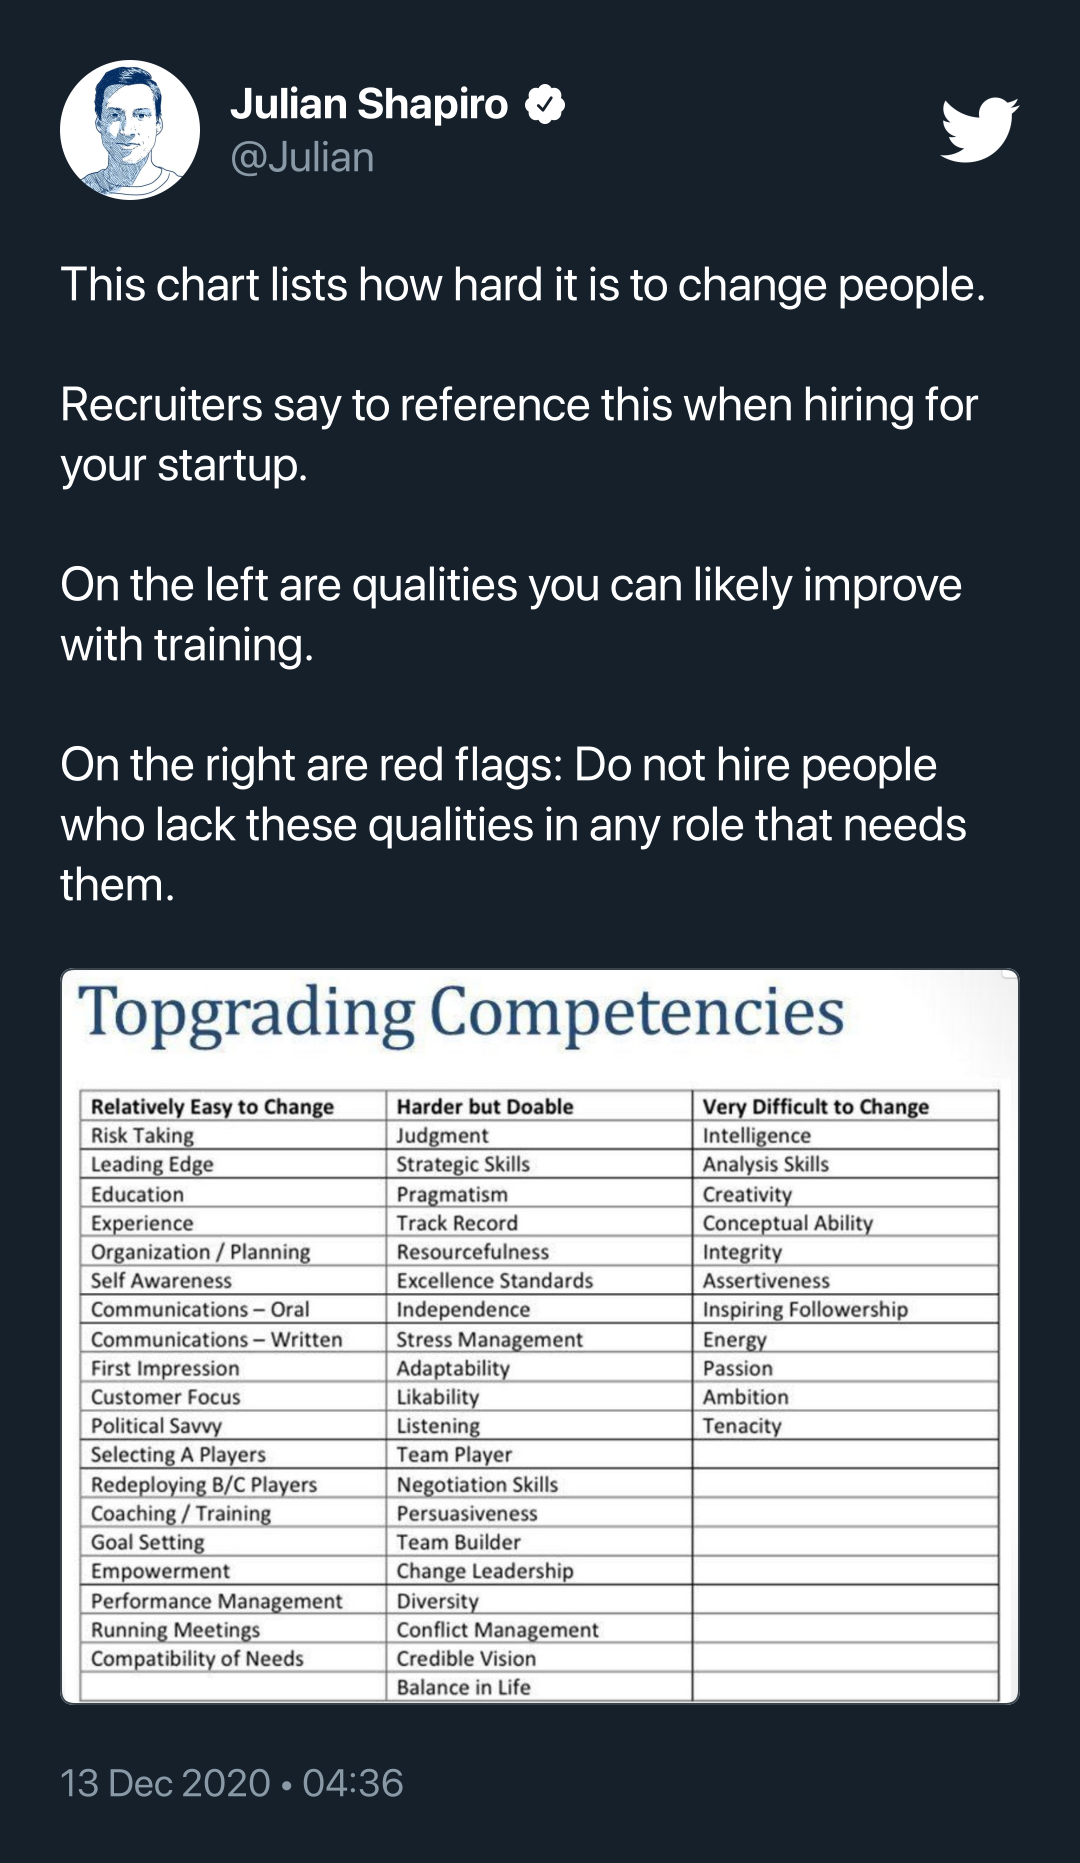 Julian Shapiro
@Julian
This chart lists how hard it is to change people.
Recruiters say to reference this when hiring for
your startup.
On the left are qualities you can likely improve
with training.
On the right are red flags: Do not hire people
who lack these qualities in any role that needs
them.
Topgrading Competencies
Relatively Easy to Change Harder but Doable Very Difficult to Change
Risk Taking Judgment Intelligence
Leading Edge Strategic Skills Analysis Skills
Education Pragmatism Creativity
Experience Track Record Conceptual Ability
Organization / Planning Resourcefulness Integrity
Self Awareness Excellence Standards Assertiveness
Communications – Oral Independence Inspiring Followership
Communications – Written Stress Management Energy
First Impression Adaptability Passion
Customer Focus Likability Ambition
Political Savvy Listening Tenacity
Selecting A Players Team Player
Redeploying B/C Players Negotiation Skills
Coaching / Training Persuasiveness
Goal Setting Team Builder
Empowerment Change Leadership
Performance Management Diversity
Running Meetings Conflict Management
Compatibility of Needs Credible Vision
Balance in Life
13 Dec 2020 • 04:36